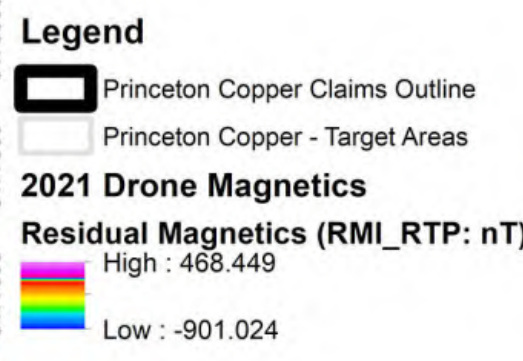 Legend
Princeton Copper Claims Outline
Princeton Copper - Target Areas
2021 Drone Magnetics
Residual Magnetics (RMI_RTP: nT)
High : 468.449
Low : -901.024